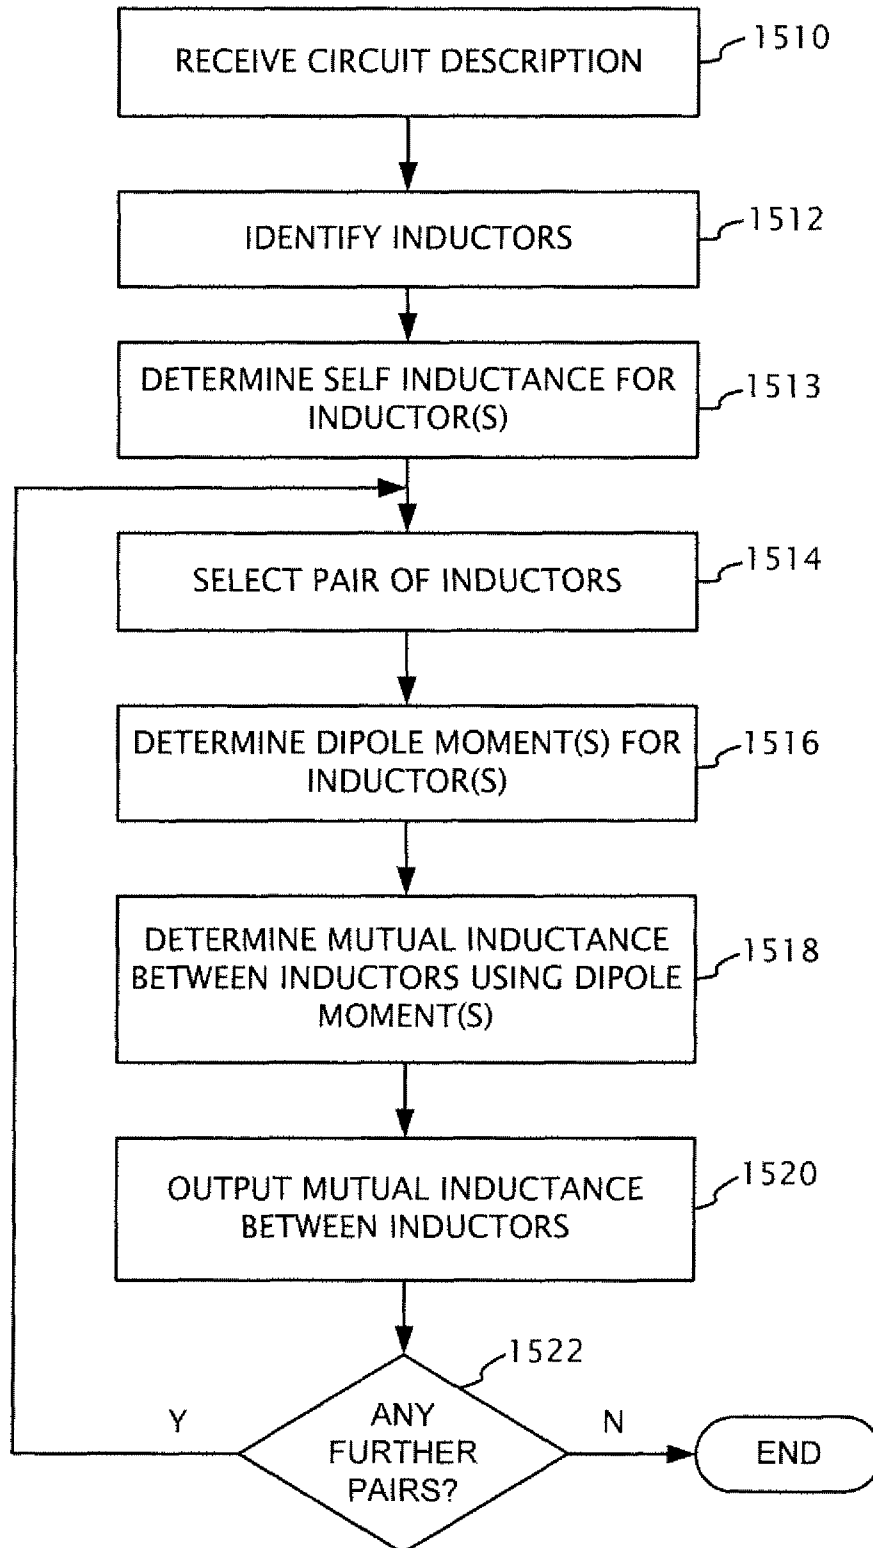 RECEIVE CIRCUIT DESCRIPTION
1510
IDENTIFY INDUCTORS
1512
DETERMINE SELF INDUCTANCE FOR
INDUCTOR(S)
1513
SELECT PAIR OF INDUCTORS
1514
DETERMINE DIPOLE MOMENT(S) FOR
INDUCTOR(S)
1516
DETERMINE MUTUAL INDUCTANCE
BETWEEN INDUCTORS USING DIPOLE
MOMENT(S)
1518
OUTPUT MUTUAL INDUCTANCE
BETWEEN INDUCTORS
1520
1522
Y
ANY
FURTHER
PAIRS?
N
END